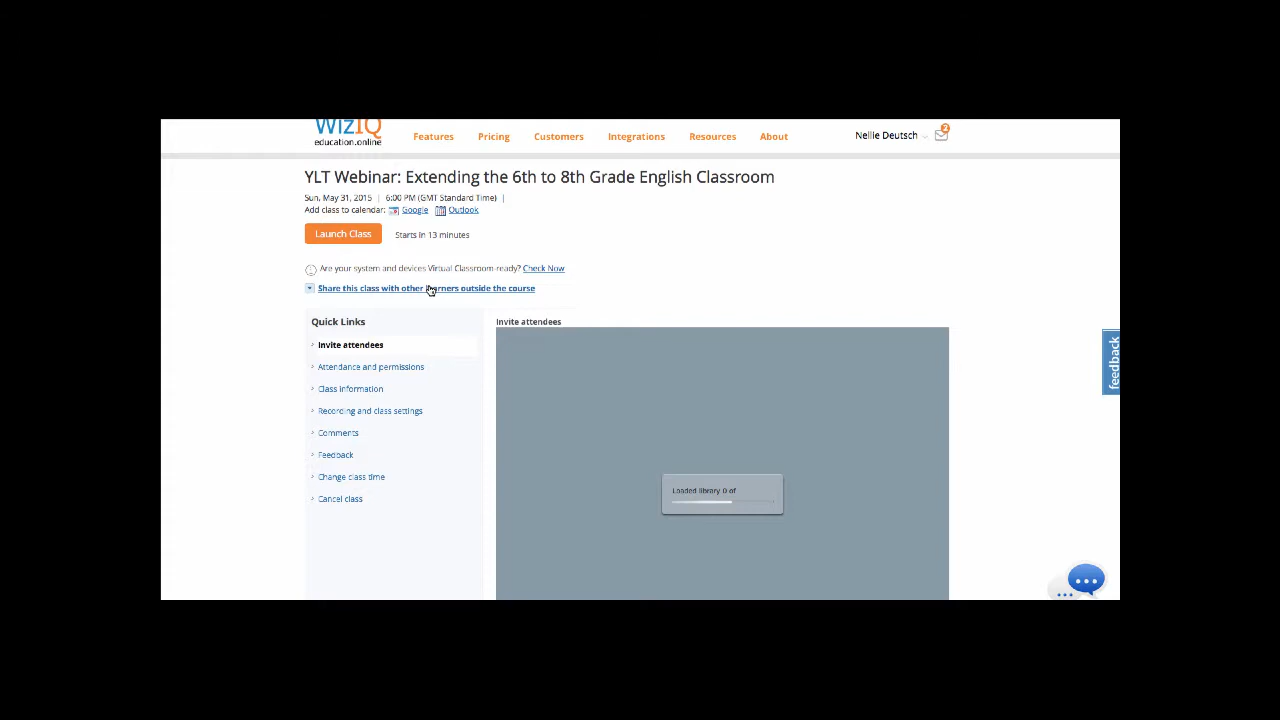 WizIQ
education.online
Features Pricing Customers Integrations Resources About
Nellie Deutsch 2
YLT Webinar: Extending the 6th to 8th Grade English Classroom
Sun, May 31, 2015 | 6:00 PM (GMT Standard Time) |
Add class to calendar: Google Outlook
Launch Class Starts in 13 minutes
Are your system and devices Virtual Classroom-ready? Check Now
Share this class with other learners outside the course
Quick Links
Invite attendees
Attendance and permissions
Class information
Recording and class settings
Comments
Feedback
Change class time
Cancel class
Invite attendees
Loaded library 0 of
feedback